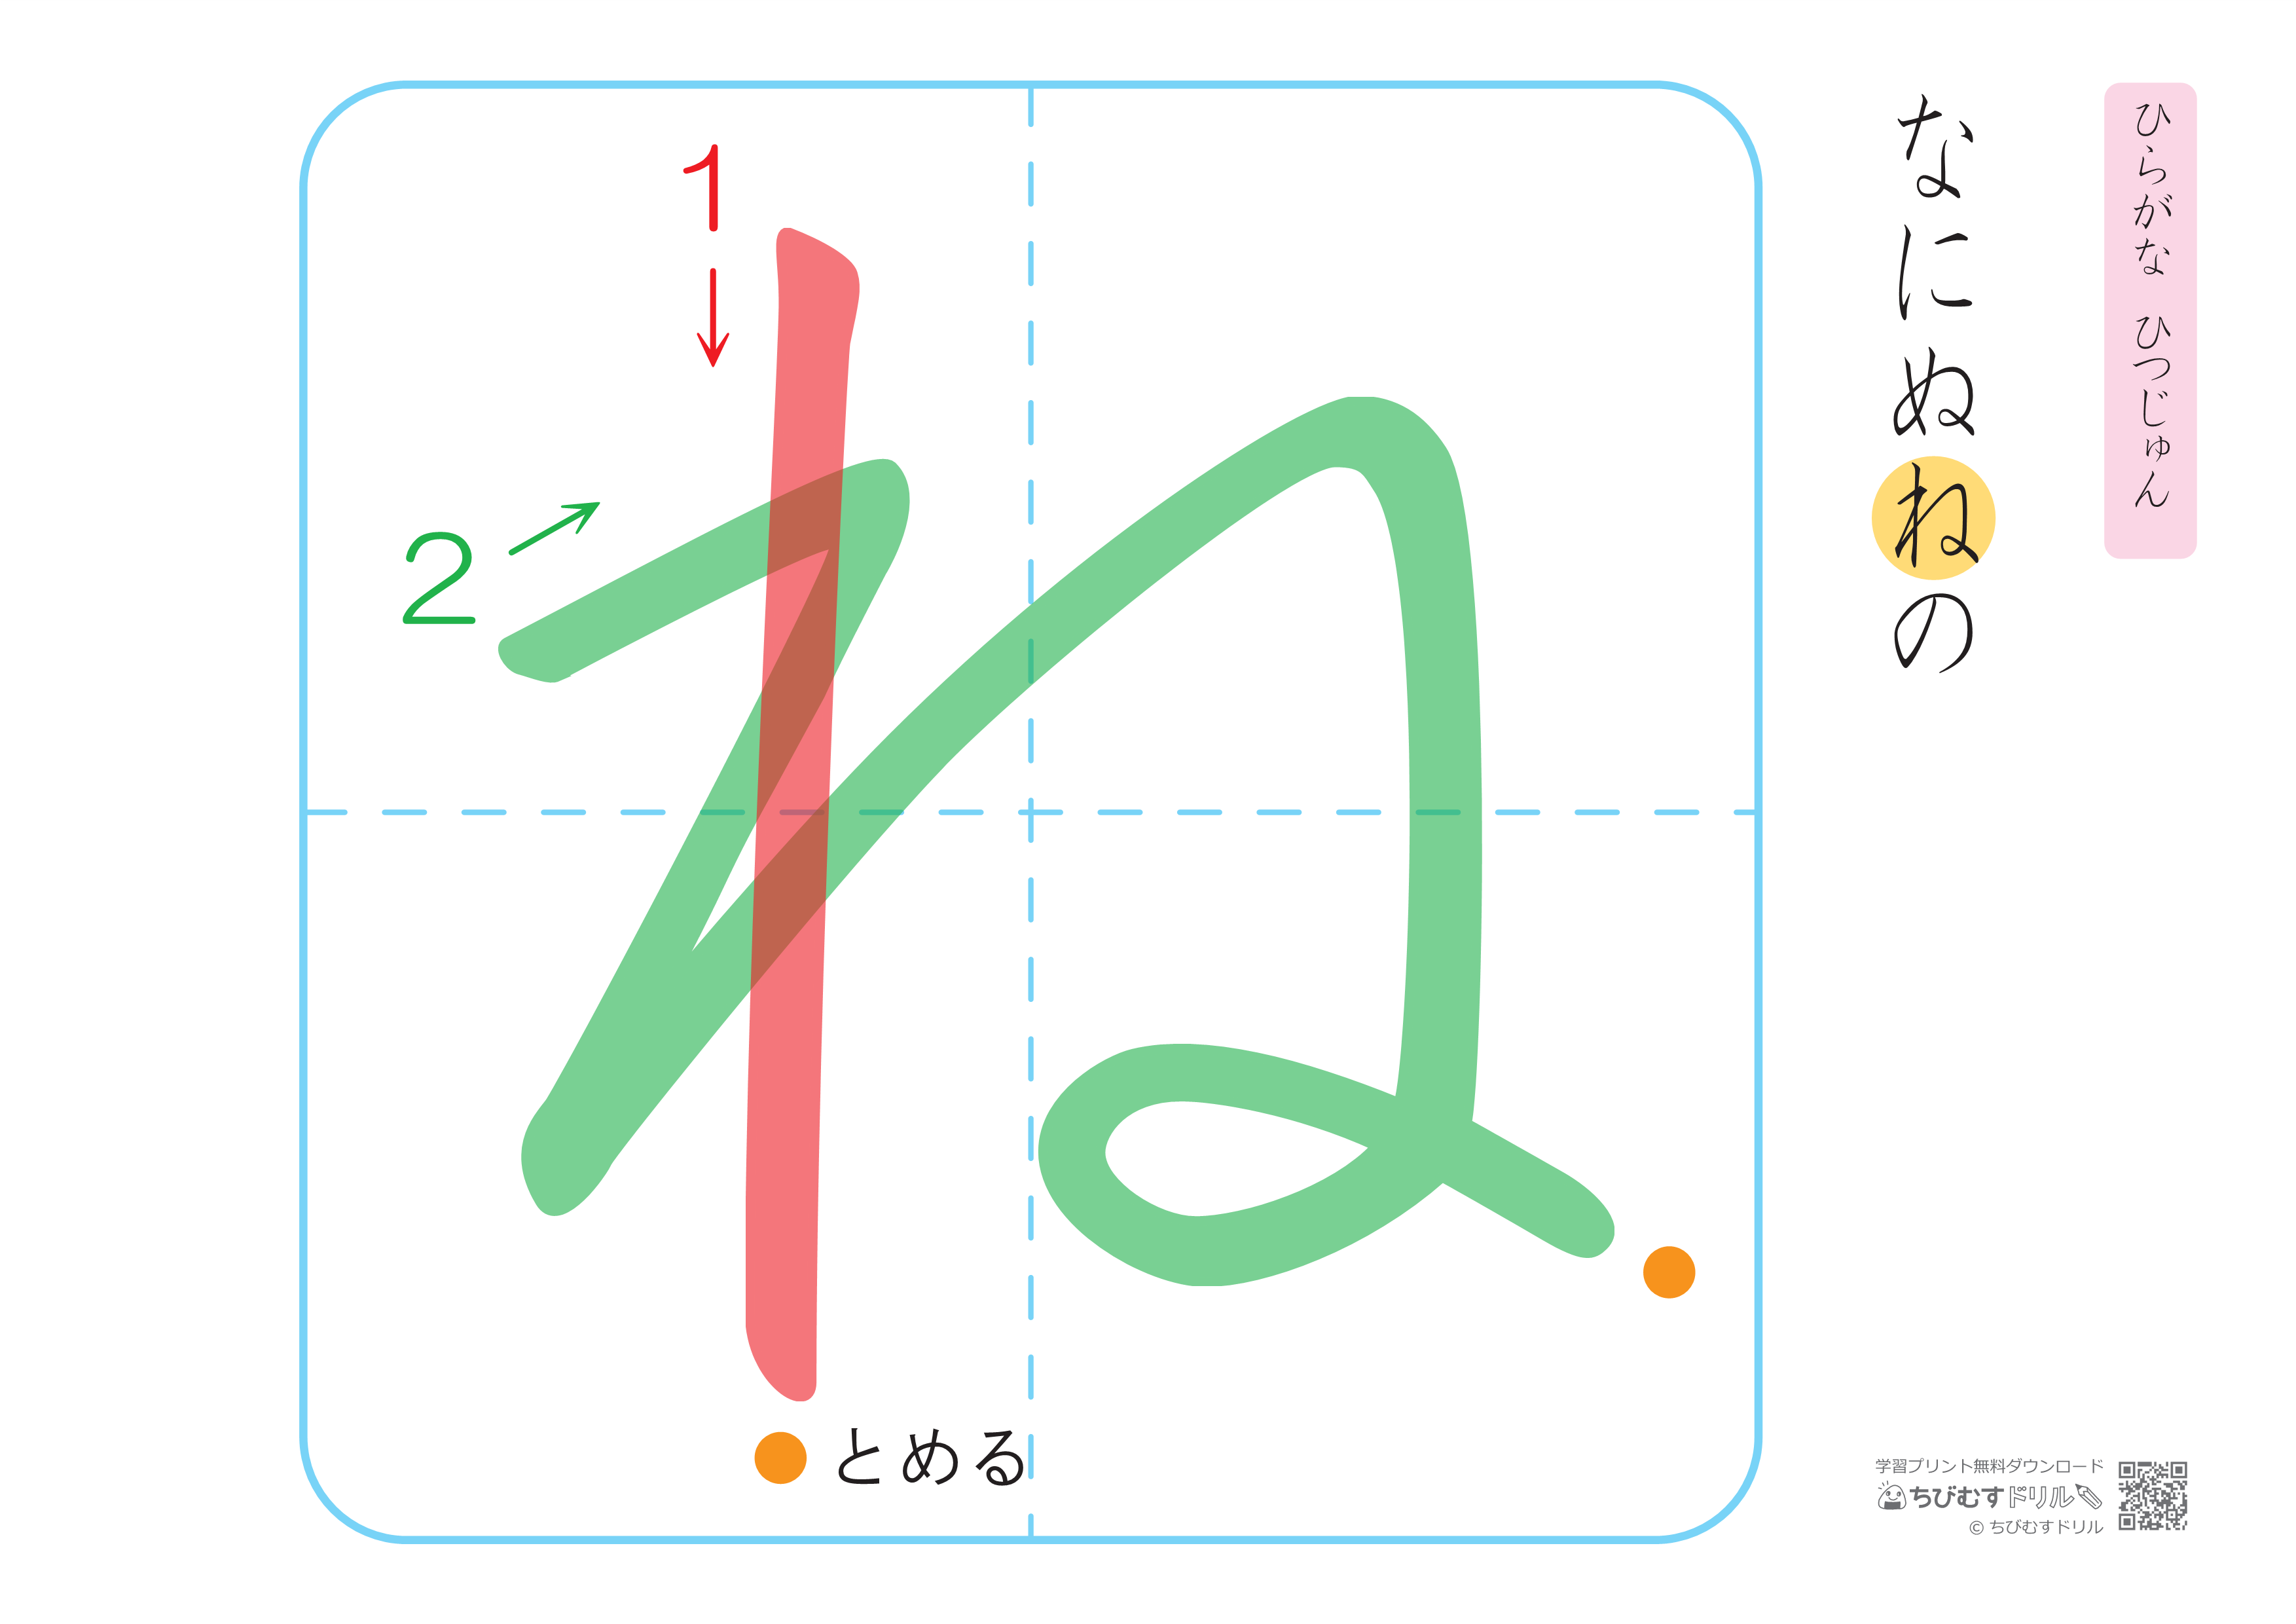 ひらがな ひつじゅん
なにぬねの
1
2
ね
とめる
学習プリント無料ダウンロード
ちびむすドリル
© ちびむすドリル